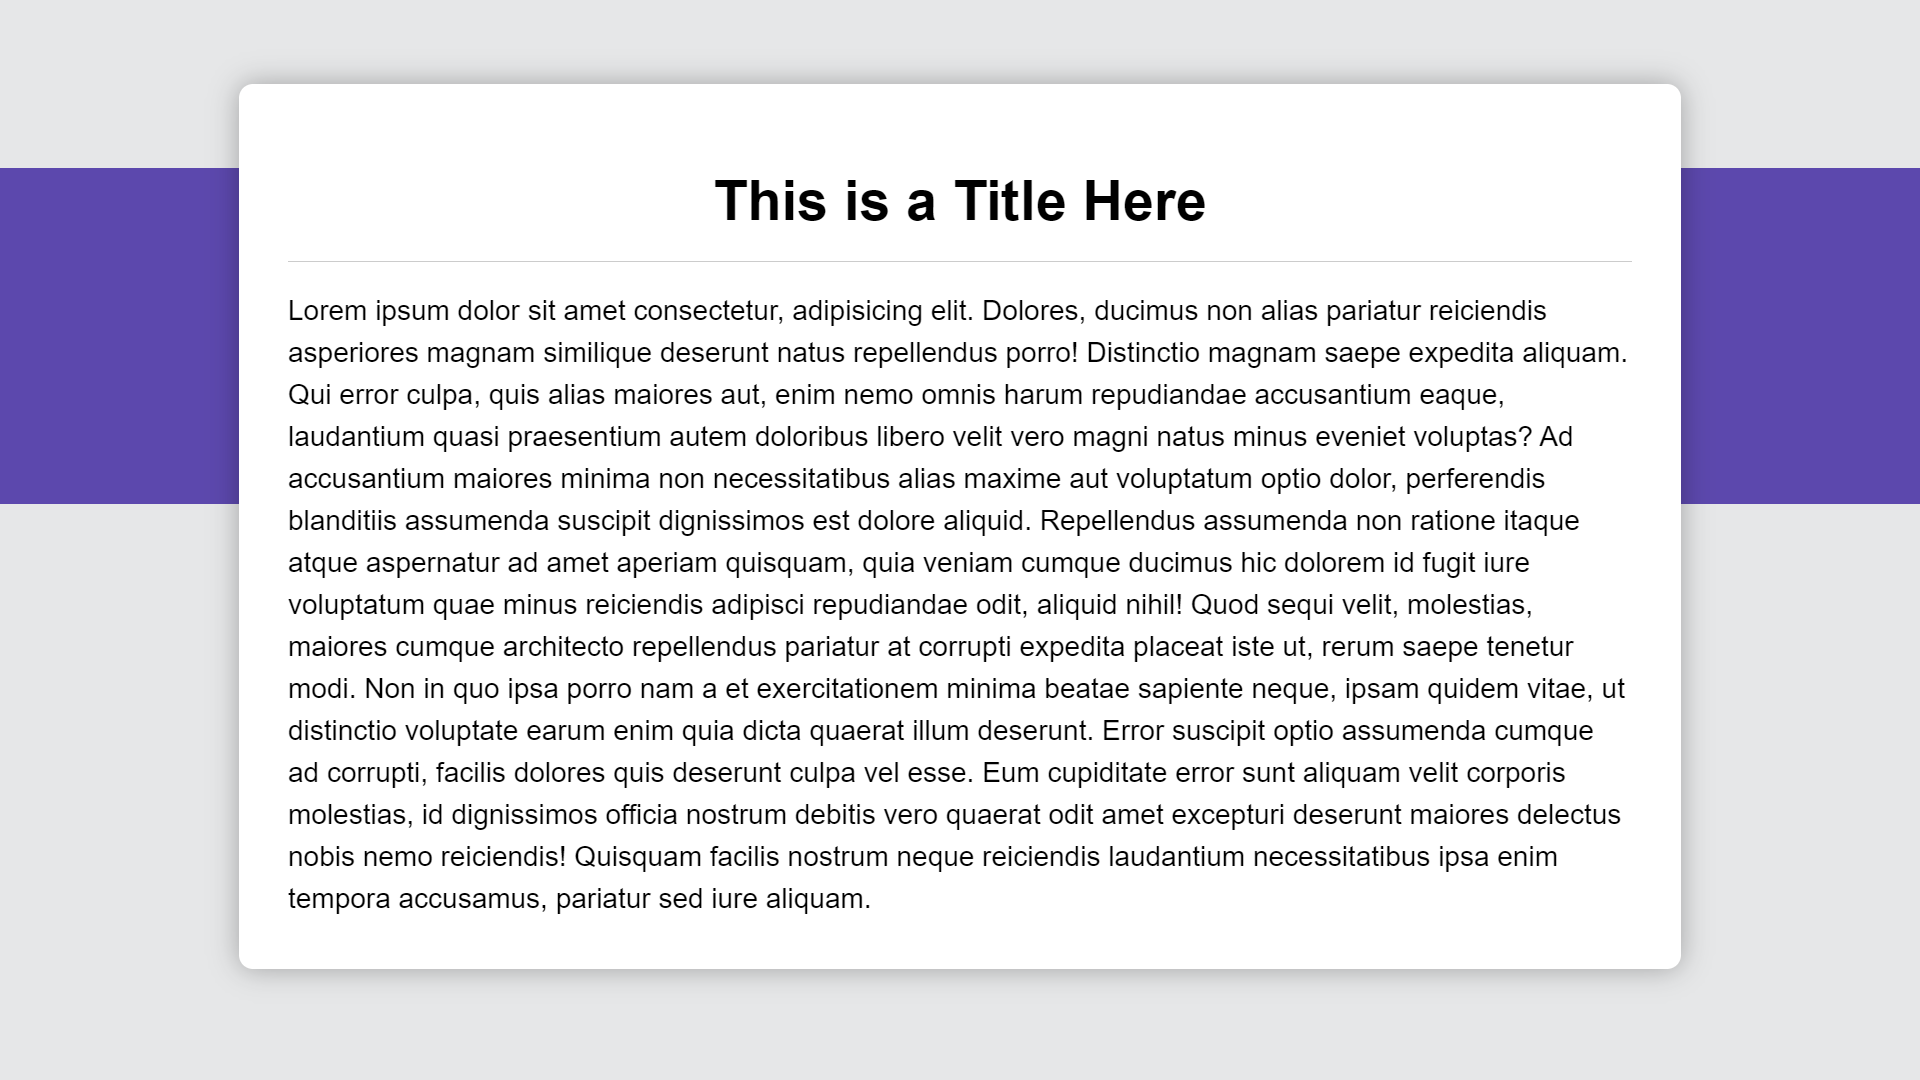 This is a Title Here
Lorem ipsum dolor sit amet consectetur, adipisicing elit. Dolores, ducimus non alias pariatur reiciendis
asperiores magnam similique deserunt natus repellendus porro! Distinctio magnam saepe expedita aliquam.
Qui error culpa, quis alias maiores aut, enim nemo omnis harum repudiandae accusantium eaque,
laudantium quasi praesentium autem doloribus libero velit vero magni natus minus eveniet voluptas? Ad
accusantium maiores minima non necessitatibus alias maxime aut voluptatum optio dolor, perferendis
blanditiis assumenda suscipit dignissimos est dolore aliquid. Repellendus assumenda non ratione itaque
atque aspernatur ad amet aperiam quisquam, quia veniam cumque ducimus hic dolorem id fugit iure
voluptatum quae minus reiciendis adipisci repudiandae odit, aliquid nihil! Quod sequi velit, molestias,
maiores cumque architecto repellendus pariatur at corrupti expedita placeat iste ut, rerum saepe tenetur
modi. Non in quo ipsa porro nam a et exercitationem minima beatae sapiente neque, ipsam quidem vitae, ut
distinctio voluptate earum enim quia dicta quaerat illum deserunt. Error suscipit optio assumenda cumque
ad corrupti, facilis dolores quis deserunt culpa vel esse. Eum cupiditate error sunt aliquam velit corporis
molestias, id dignissimos officia nostrum debitis vero quaerat odit amet excepturi deserunt maiores delectus
nobis nemo reiciendis! Quisquam facilis nostrum neque reiciendis laudantium necessitatibus ipsa enim
tempora accusamus, pariatur sed iure aliquam.